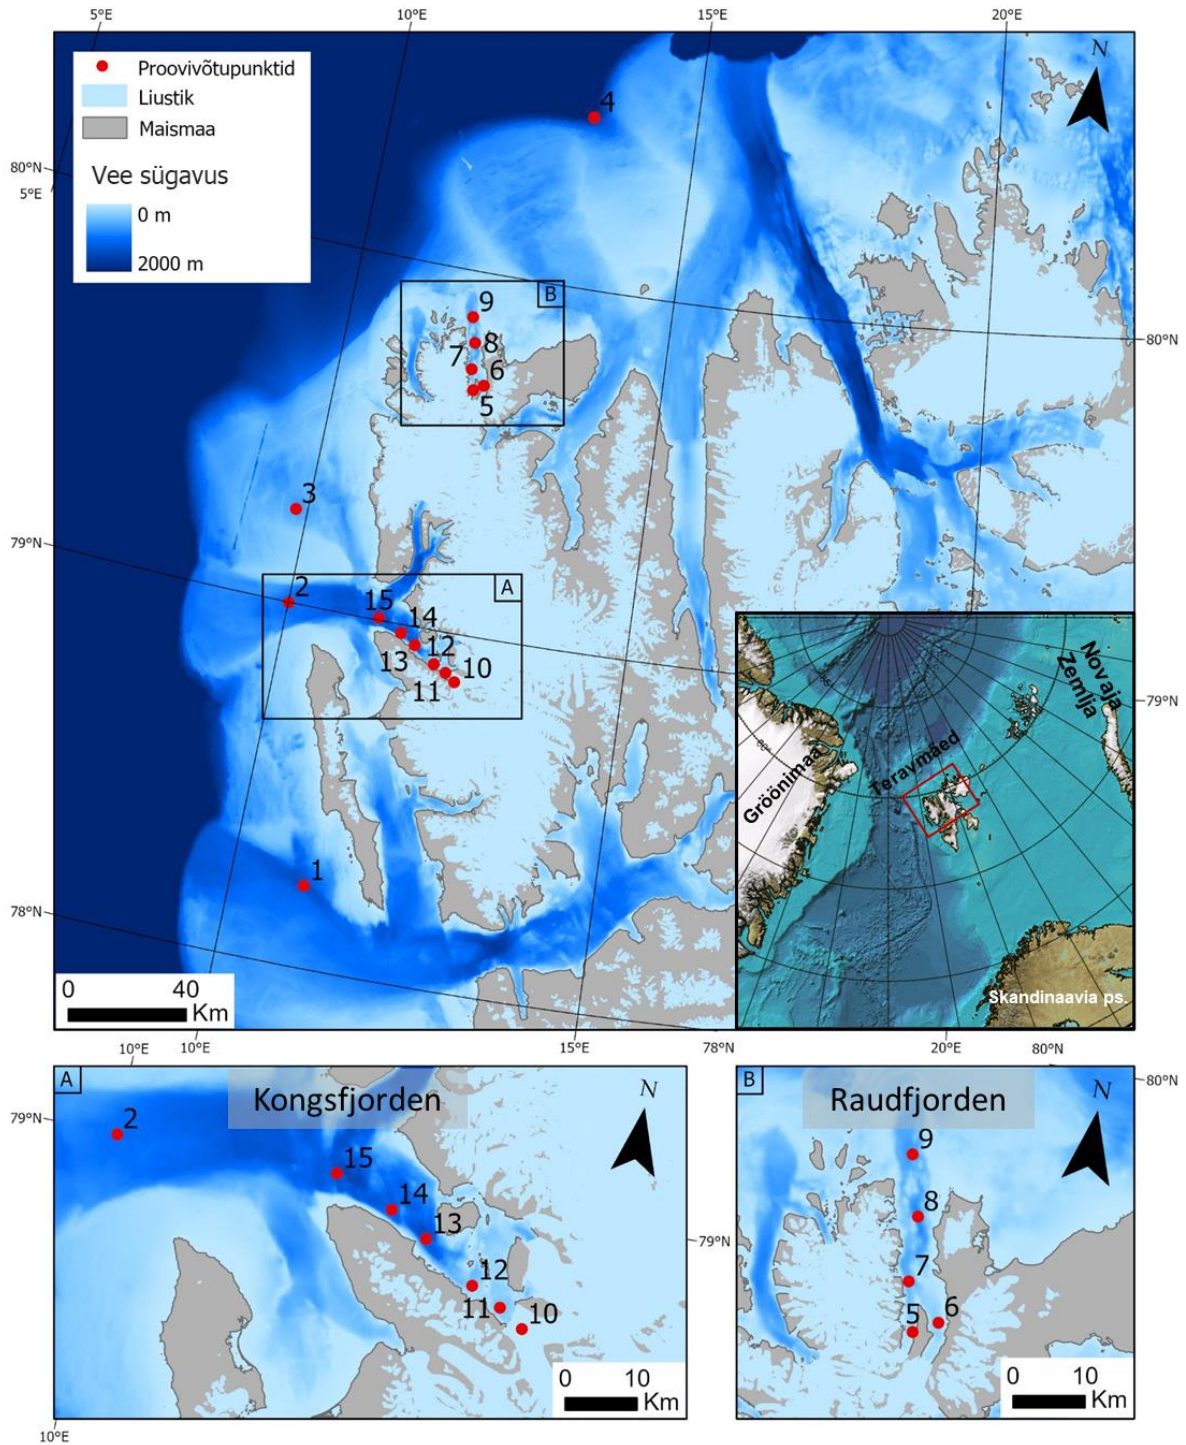 5°E 10°E 15°E 20°E
Proovivõtupunktid
Liustik
Maismaa
Vee sügavus
0 m
2000 m
N
4
80°N
5°E
B
9
8
7
6
5
80°N
3
79°N
2
A
15
14
13
12
11
10
79°N
1
78°N
0 40
Km
Gröönimaa
Teravmäed
Novaja
Zemlja
80°
85°
Skandinaavia ps.
10°E 10°E 15°E 78°N 20°E 80°N
A
Kongsfjorden
N
79°N
2
15
14
13
12
11
10
79°N
0 10
Km
10°E
B
Raudfjorden
N
80°N
9
8
7
5
6
0 10
Km